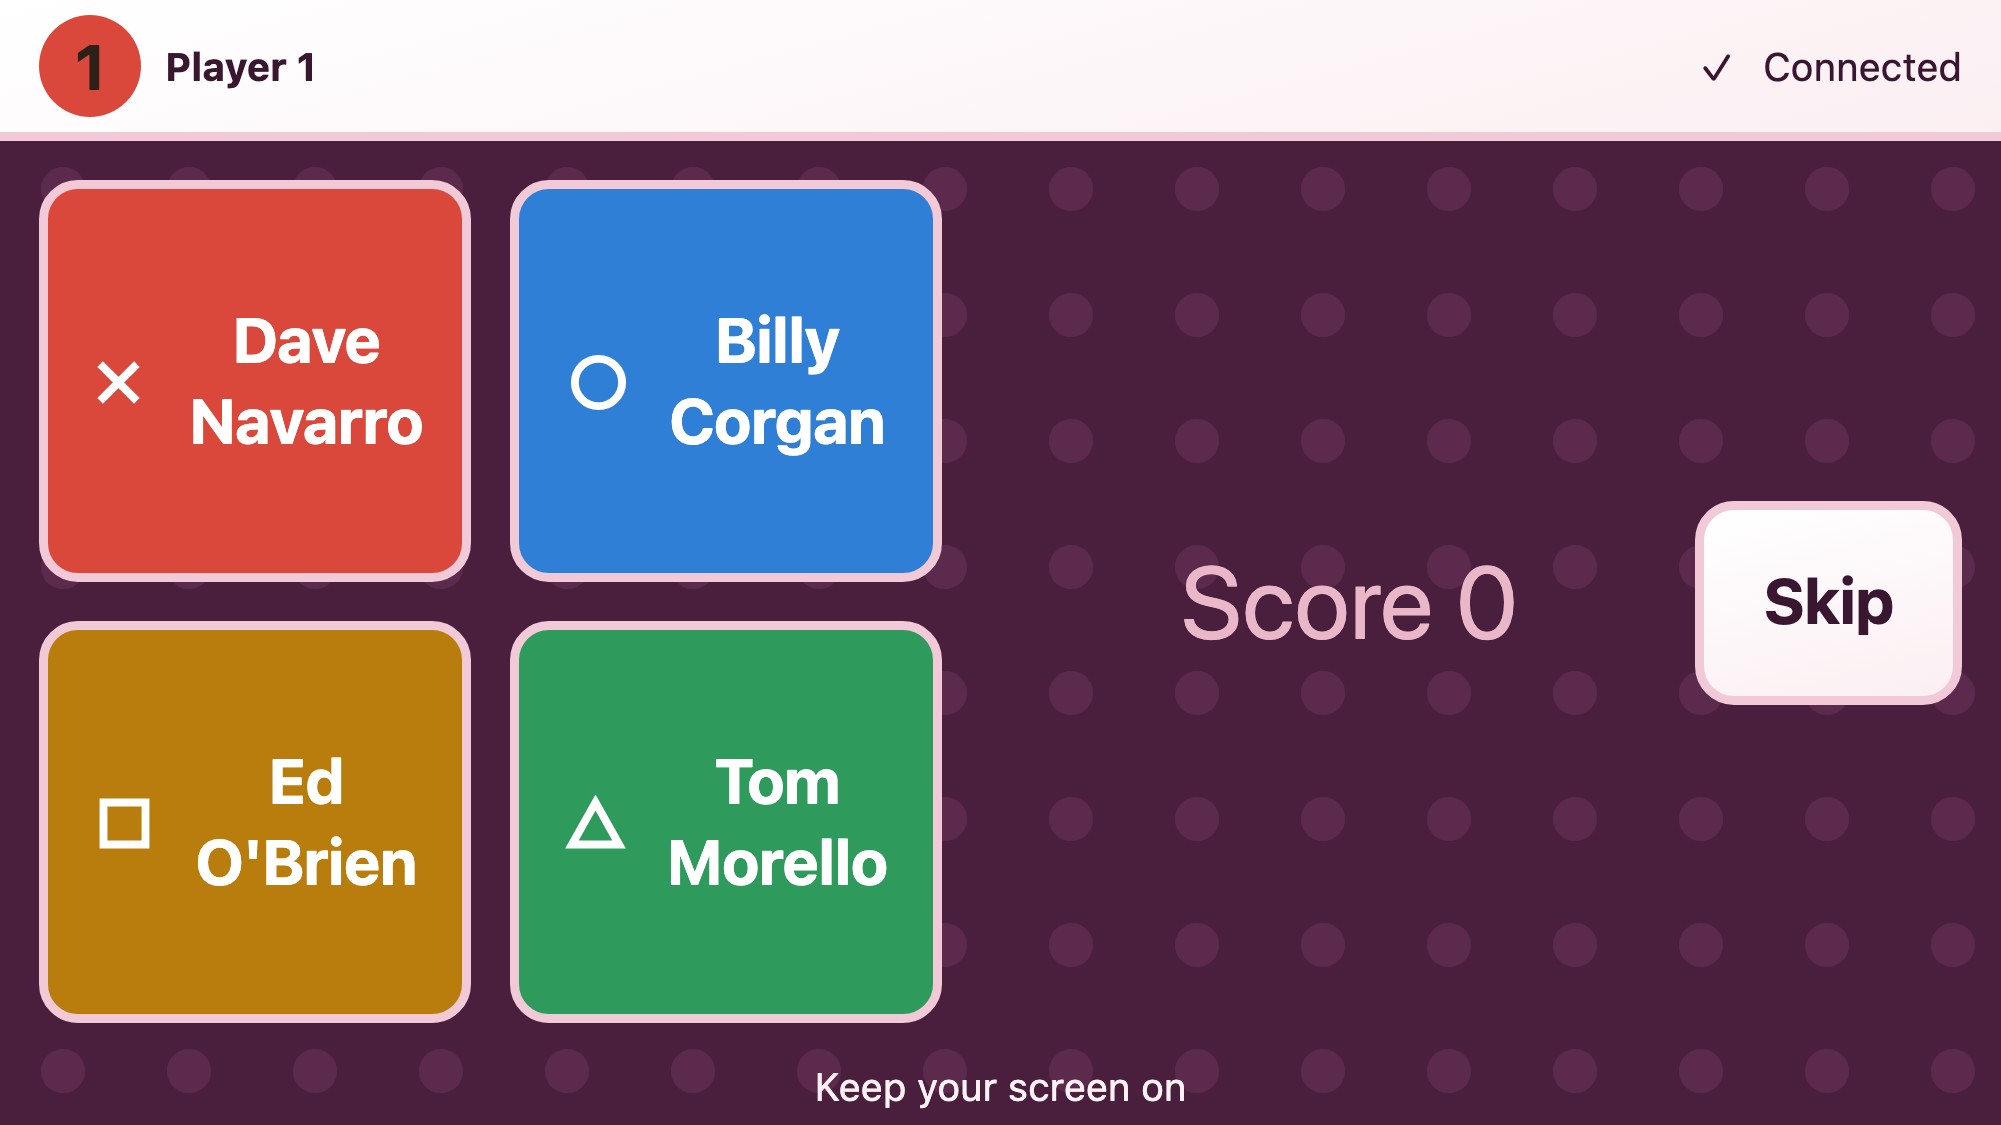 1
Player 1
✓ Connected
Dave
Navarro
Billy
Corgan
Ed
O'Brien
Tom
Morello
Score 0
Skip
Keep your screen on